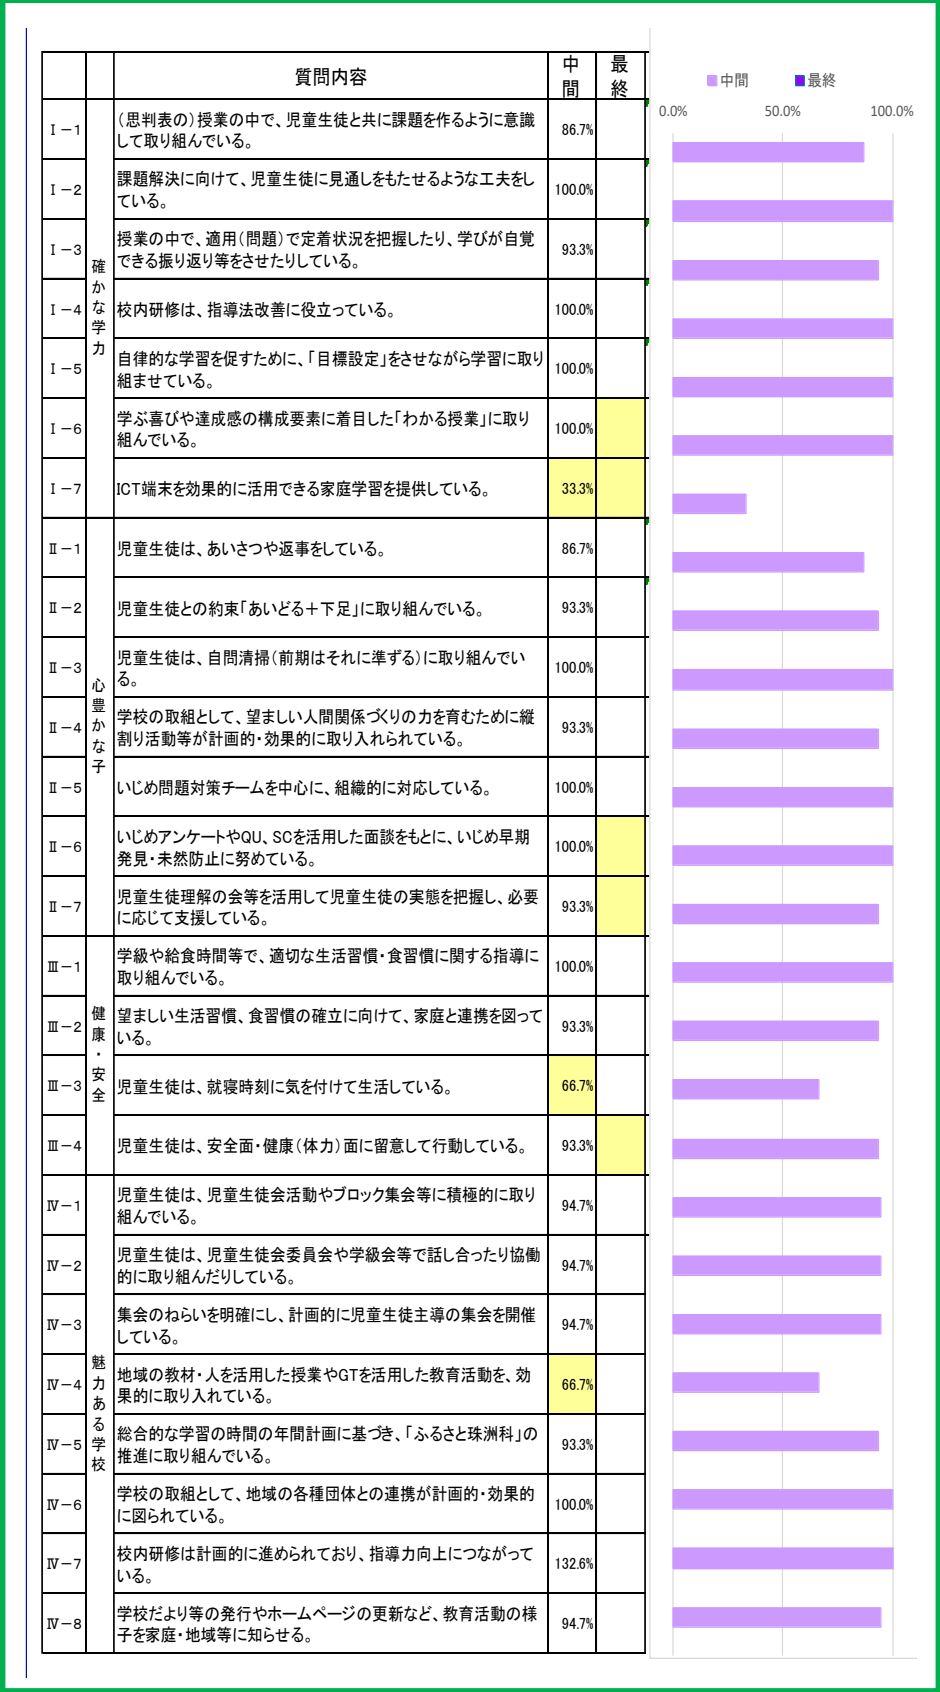 質問内容 中間 最終
■中間 ■最終
0.0% 50.0% 100.0%
確かな学力
Ⅰ－1 （思判表の）授業の中で、児童生徒と共に課題を作るように意識 86.7%
して取り組んでいる。
Ⅰ－2 課題解決に向けて、児童生徒に見通しをもたせるような工夫をし 100.0%
ている。
Ⅰ－3 授業の中で、適用（問題）で定着状況を把握したり、学びが自覚 93.3%
できる振り返り等をさせたりしている。
Ⅰ－4 校内研修は、指導法改善に役立っている。 100.0%
Ⅰ－5 自律的な学習を促すために、「目標設定」をさせながら学習に取り 100.0%
組ませている。
Ⅰ－6 学ぶ喜びや達成感の構成要素に着目した「わかる授業」に取り 100.0%
組んでいる。
Ⅰ－7 ICT端末を効果的に活用できる家庭学習を提供している。 33.3%
心豊かな子
Ⅱ－1 児童生徒は、あいさつや返事をしている。 86.7%
Ⅱ－2 児童生徒との約束「あいどる＋下足」に取り組んでいる。 93.3%
Ⅱ－3 児童生徒は、自問清掃（前期はそれに準ずる）に取り組んでい 100.0%
る。
Ⅱ－4 学校の取組として、望ましい人間関係づくりの力を育むために縦 93.3%
割り活動等が計画的・効果的に取り入れられている。
Ⅱ－5 いじめ問題対策チームを中心に、組織的に対応している。 100.0%
Ⅱ－6 いじめアンケートやQU、SCを活用した面談をもとに、いじめ早期 100.0%
発見・未然防止に努めている。
Ⅱ－7 児童生徒理解の会等を活用して児童生徒の実態を把握し、必要 93.3%
に応じて支援している。
健康・安全
Ⅲ－1 学級や給食時間等で、適切な生活習慣・食習慣に関する指導に 100.0%
取り組んでいる。
Ⅲ－2 望ましい生活習慣、食習慣の確立に向けて、家庭と連携を図って 93.3%
いる。
Ⅲ－3 児童生徒は、就寝時刻に気を付けて生活している。 66.7%
Ⅲ－4 児童生徒は、安全面・健康（体力）面に留意して行動している。 93.3%
魅力ある学校
Ⅳ－1 児童生徒は、児童生徒会活動やブロック集会等に積極的に取り 94.7%
組んでいる。
Ⅳ－2 児童生徒は、児童生徒会委員会や学級会等で話し合ったり協働 94.7%
的に取り組んだりしている。
Ⅳ－3 集会のねらいを明確にし、計画的に児童生徒主導の集会を開催 94.7%
している。
Ⅳ－4 地域の教材・人を活用した授業やGTを活用した教育活動を、効 66.7%
果的に取り入れている。
Ⅳ－5 総合的な学習の時間の年間計画に基づき、「ふるさと珠洲科」の 93.3%
推進に取り組んでいる。
Ⅳ－6 学校の取組として、地域の各種団体との連携が計画的・効果的 100.0%
に図られている。
Ⅳ－7 校内研修は計画的に進められており、指導力向上につながって 132.6%
いる。
Ⅳ－8 学校だより等の発行やホームページの更新など、教育活動の様 94.7%
子を家庭・地域等に知らせる。